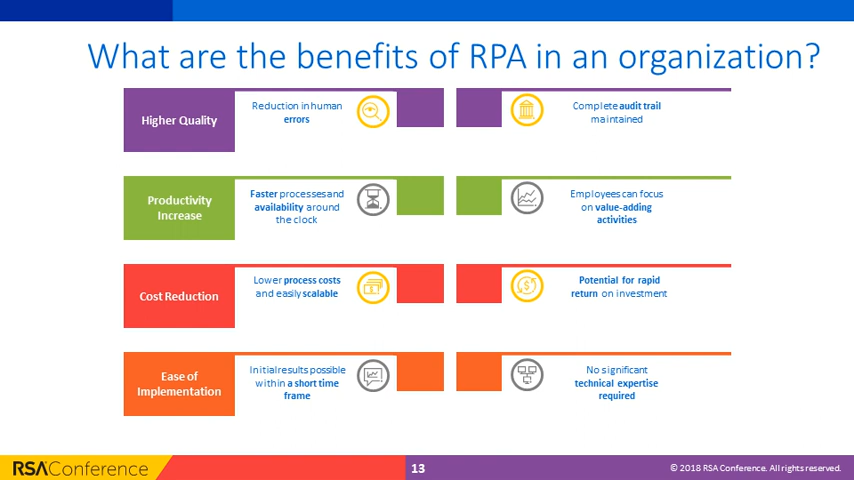 What are the benefits of RPA in an organization?
Higher Quality
Reduction in human
errors
Complete audit trail
maintained
Productivity
Increase
Faster processes and
availability around
the clock
Employees can focus
on value-adding
activities
Cost Reduction
Lower process costs
and easily scalable
Potential for rapid
return on investment
Ease of
Implementation
Initial results possible
within a short time
frame
No significant
technical expertise
required
RSAConference
13
© 2018 RSA Conference. All rights reserved.